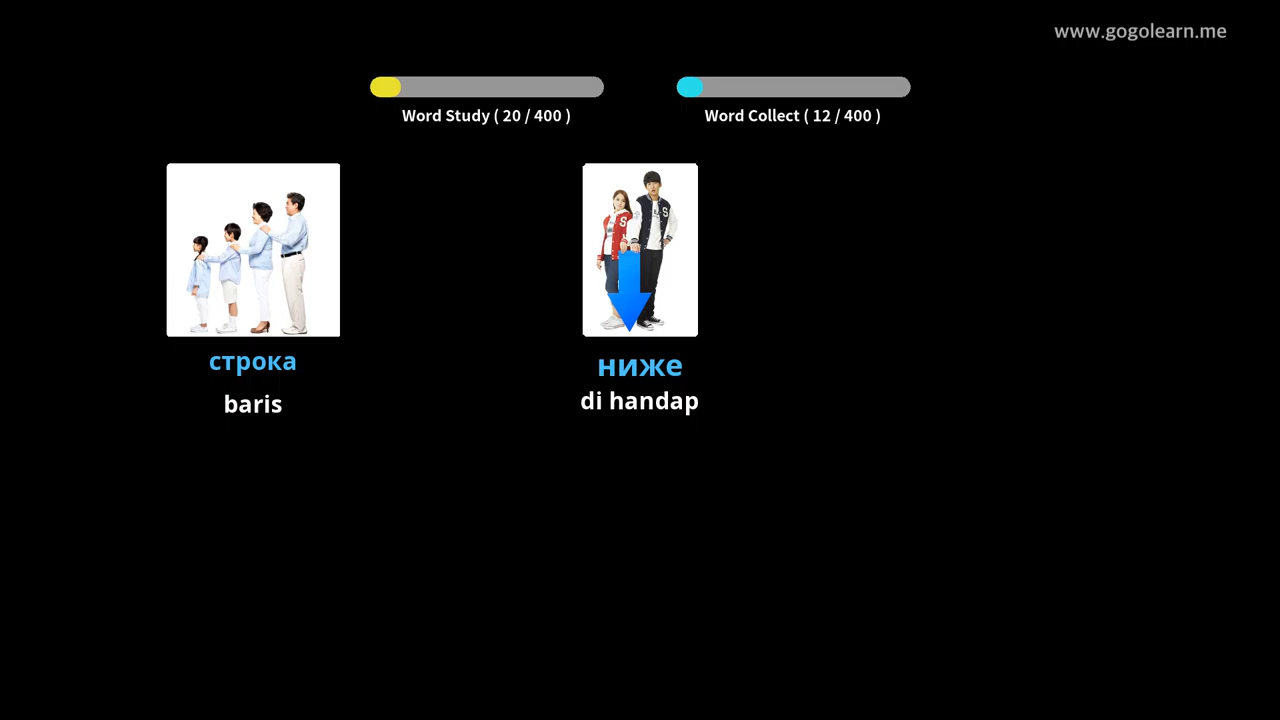 www.gogolearn.me
Word Study ( 20 / 400 )
Word Collect ( 12 / 400 )
строка
baris
ниже
di handap